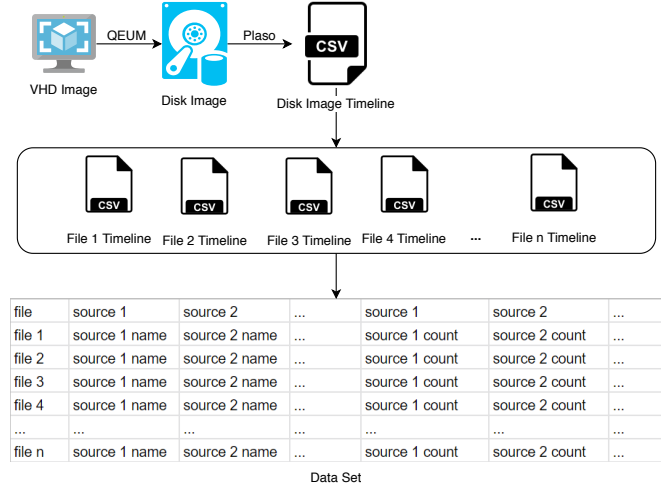 QEUM
Plaso
CSV
VHD Image
Disk Image
Disk Image Timeline
CSV CSV CSV CSV CSV
File 1 Timeline File 2 Timeline File 3 Timeline File 4 Timeline ... File n Timeline
file source 1 source 2 ... source 1 source 2 ...
file 1 source 1 name source 2 name ... source 1 count source 2 count ...
file 2 source 1 name source 2 name ... source 1 count source 2 count ...
file 3 source 1 name source 2 name ... source 1 count source 2 count ...
file 4 source 1 name source 2 name ... source 1 count source 2 count ...
... ... ... ... ... ... ...
file n source 1 name source 2 name ... source 1 count source 2 count ...
Data Set